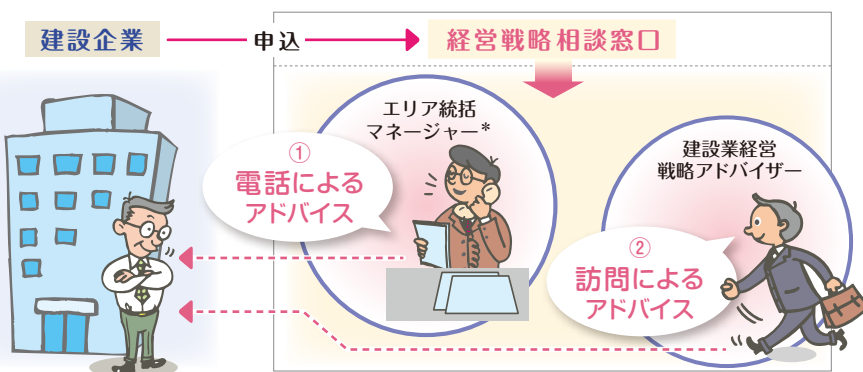 建設企業
申込
経営戦略相談窓口
エリア統括
マネージャー*
①
電話による
アドバイス
建設業経営
戦略アドバイザー
②
訪問による
アドバイス